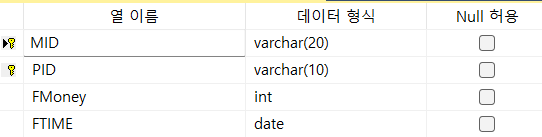 열 이름 데이터 형식 Null 허용
MID varchar(20)
PID varchar(10)
FMoney int
FTIME date